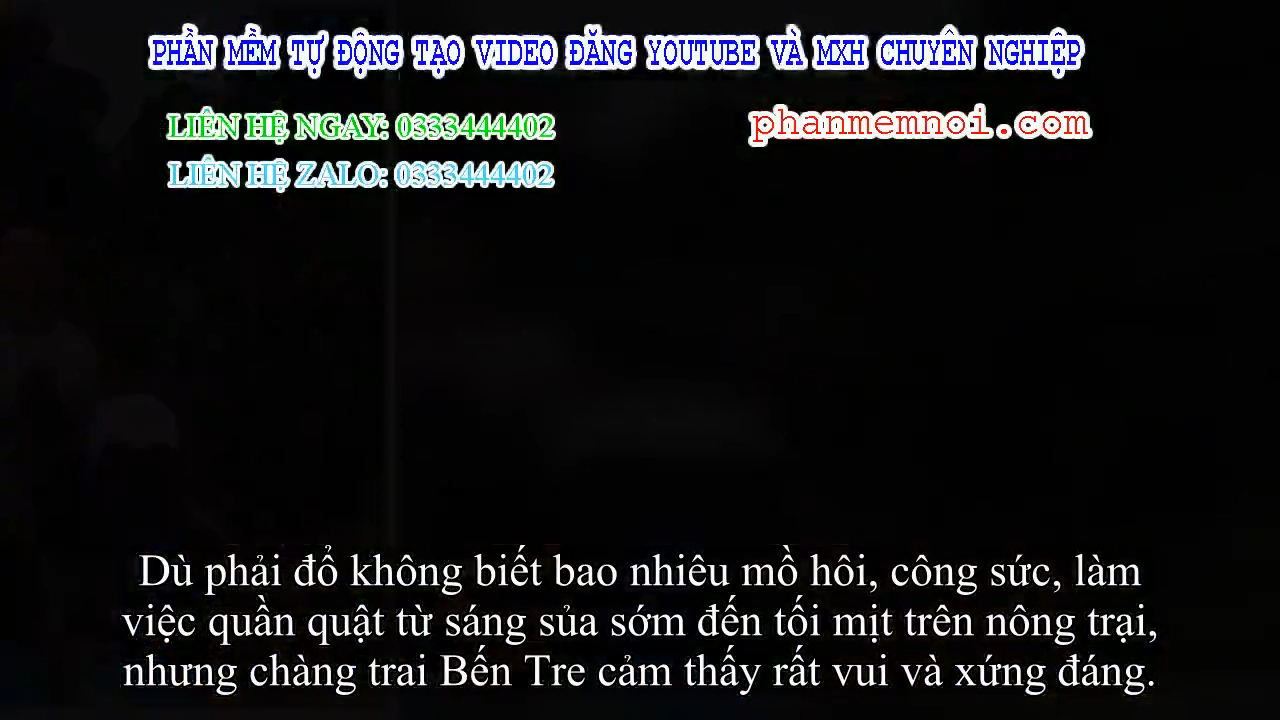 PHẦN MỀM TỰ ĐỘNG TẠO VIDEO ĐĂNG YOUTUBE VÀ MXH CHUYÊN NGHIỆP
LIÊN HỆ NGAY: 0333444402
phanmemnoi.com
LIÊN HỆ ZALO: 0333444402
Dù phải đổ không biết bao nhiêu mồ hôi, công sức, làm
việc quần quật từ sáng sủa sớm đến tối mịt trên nông trại,
nhưng chàng trai Bến Tre cảm thấy rất vui và xứng đáng.